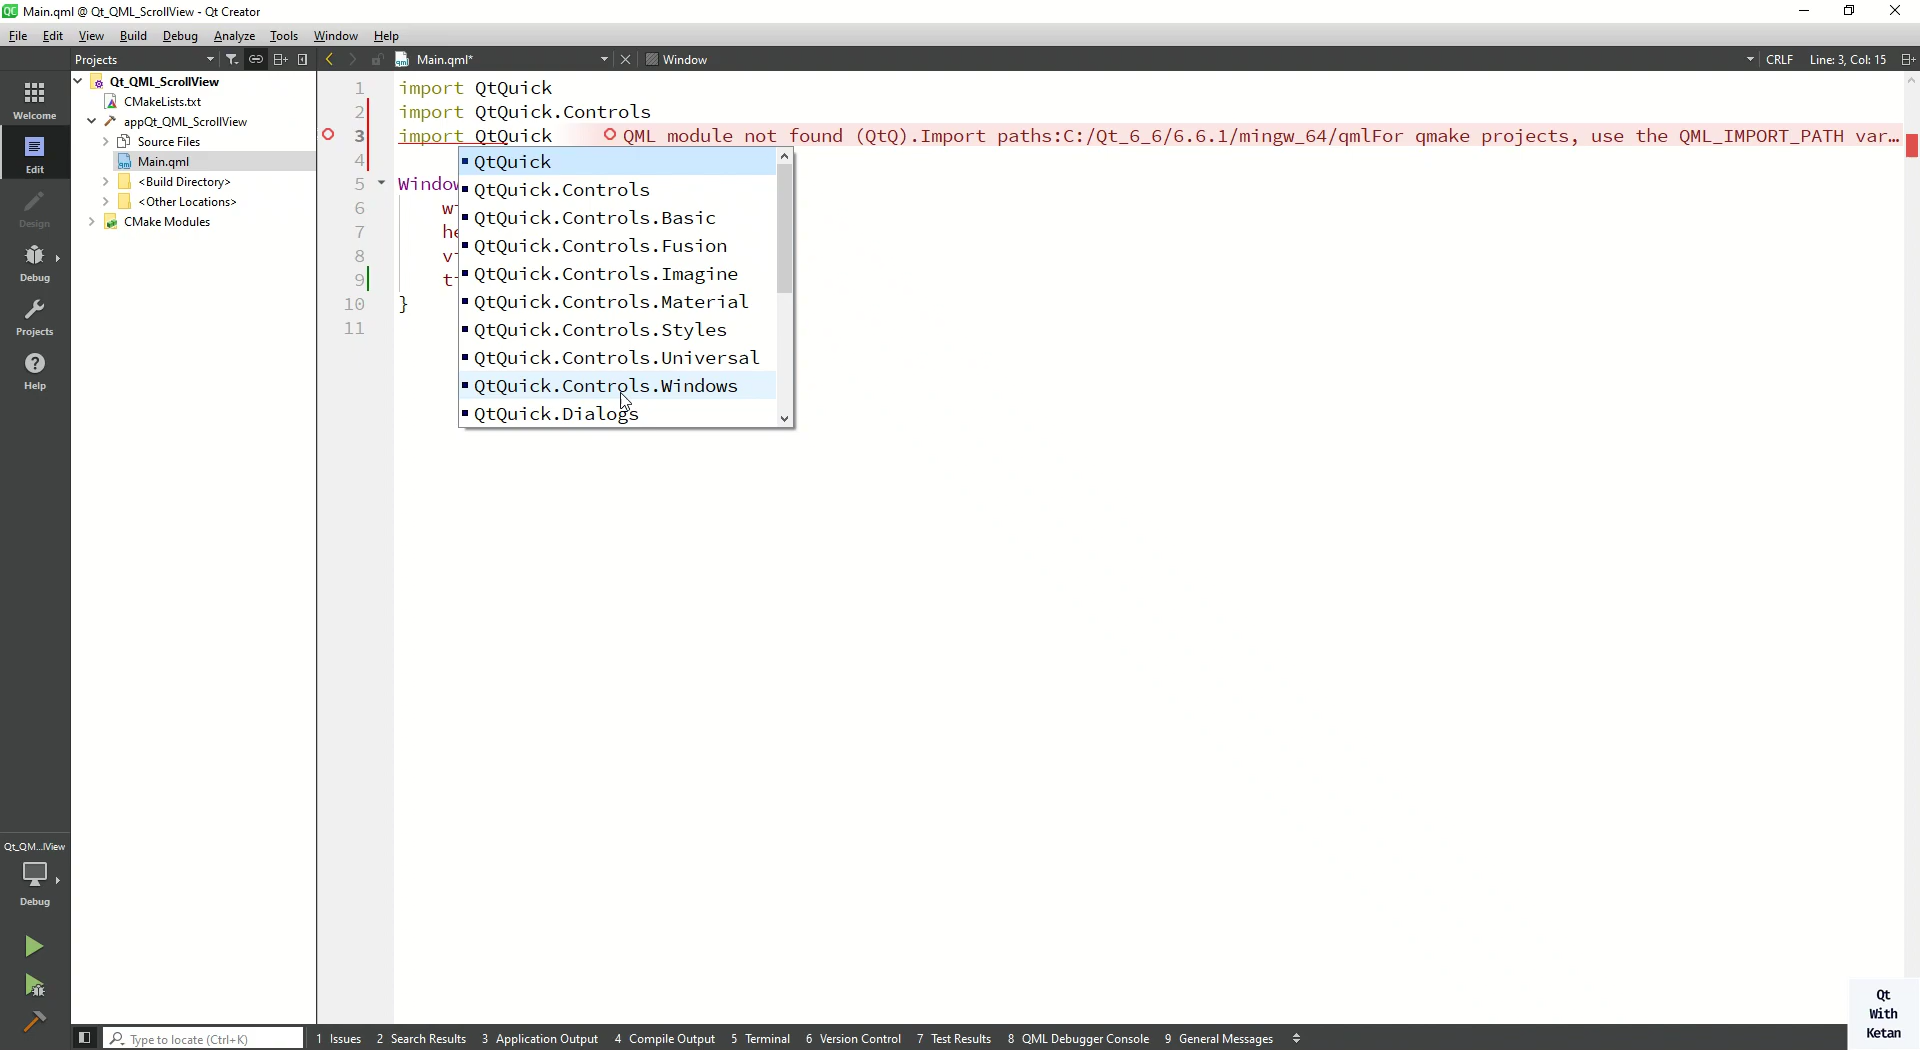 Main.qml @ Qt_QML_ScrollView - Qt Creator
File Edit View Build Debug Analyze Tools Window Help
Projects Main.qml* Window CRLF Line: 3, Col: 15
Welcome
Edit
Design
Debug
Projects
Help
Qt_QML_ScrollView
CMakeLists.txt
appQt_QML_ScrollView
Source Files
Main.qml
<Build Directory>
<Other Locations>
CMake Modules
1 import QtQuick
2 import QtQuick.Controls
3 import QtQuick QML module not found (QtQ).Import paths:C:/Qt_6_6/6.6.1/mingw_64/qmlFor qmake projects, use the QML_IMPORT_PATH var...
4
5 Window
6
7
8
9
10 }
11
QtQuick
QtQuick.Controls
QtQuick.Controls.Basic
QtQuick.Controls.Fusion
QtQuick.Controls.Imagine
QtQuick.Controls.Material
QtQuick.Controls.Styles
QtQuick.Controls.Universal
QtQuick.Controls.Windows
QtQuick.Dialogs
Qt_QM...lView
Debug
Type to locate (Ctrl+K) 1 Issues 2 Search Results 3 Application Output 4 Compile Output 5 Terminal 6 Version Control 7 Test Results 8 QML Debugger Console 9 General Messages
Qt
With
Ketan